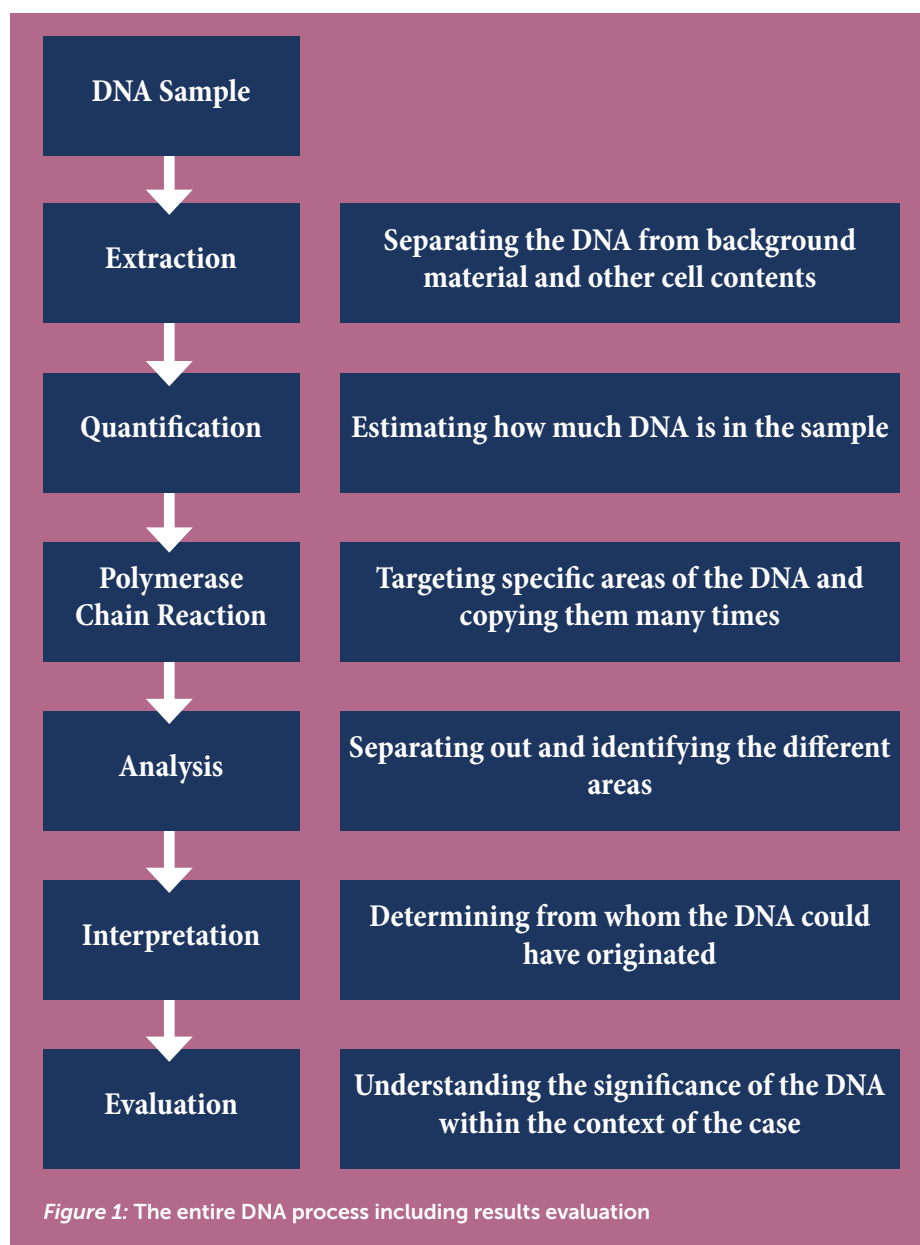 DNA Sample
Extraction
Separating the DNA from background
material and other cell contents
Quantification
Estimating how much DNA is in the sample
Polymerase
Chain Reaction
Targeting specific areas of the DNA and
copying them many times
Analysis
Separating out and identifying the different
areas
Interpretation
Determining from whom the DNA could
have originated
Evaluation
Understanding the significance of the DNA
within the context of the case
Figure 1: The entire DNA process including results evaluation